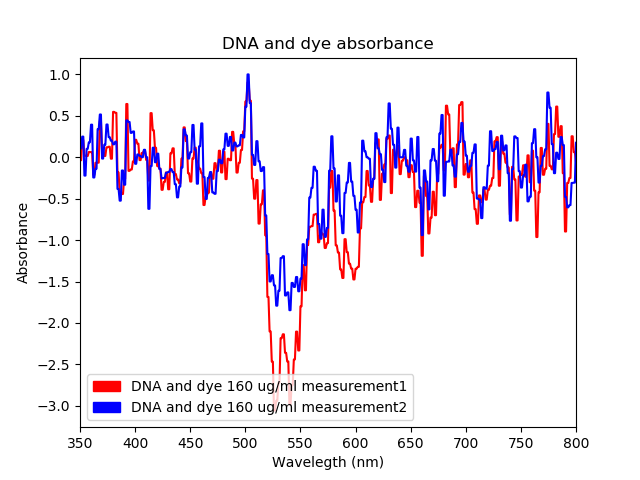 DNA and dye absorbance
1.0
0.5
0.0
−0.5
−1.0
−1.5
−2.0
−2.5
−3.0
Absorbance
DNA and dye 160 ug/ml measurement1
DNA and dye 160 ug/ml measurement2
350 400 450 500 550 600 650 700 750 800
Wavelegth (nm)